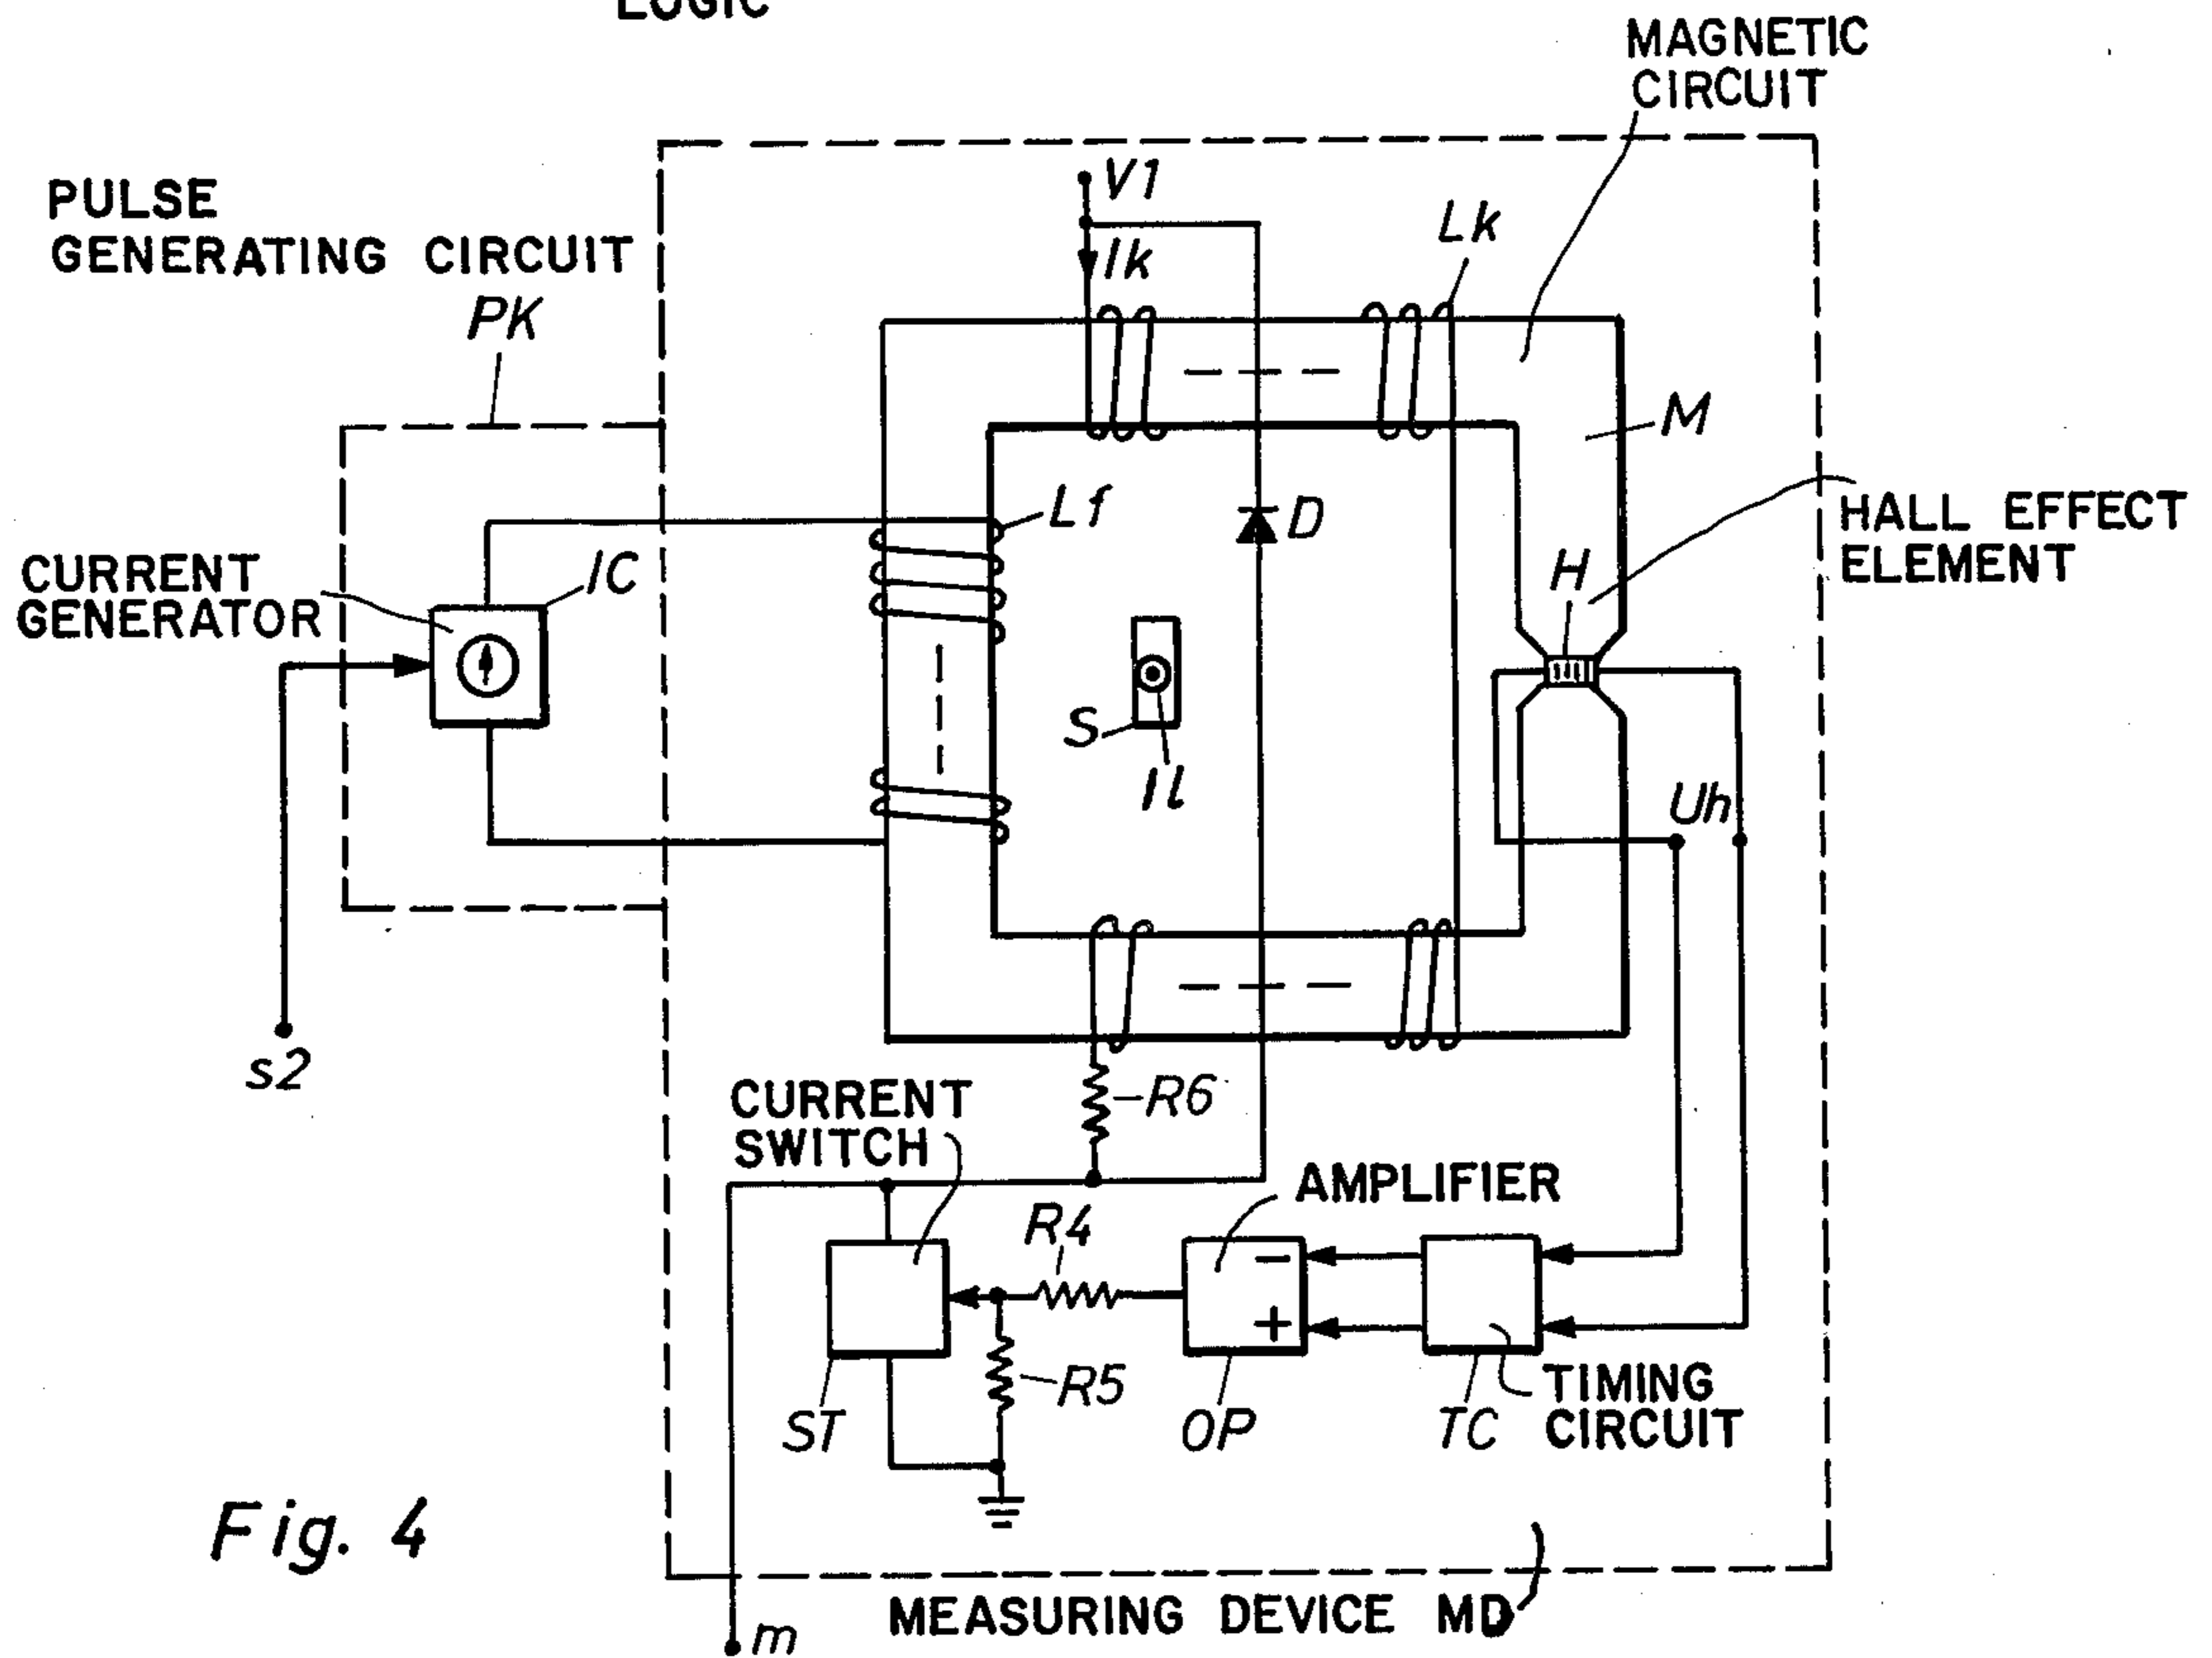 LOGIC
MAGNETIC
CIRCUIT
PULSE
GENERATING CIRCUIT
PK
V1
Ik
Lk
M
Lf
D
HALL EFFECT
ELEMENT
H
CURRENT
GENERATOR
IC
S
Il
Uh
s2
R6
CURRENT
SWITCH
AMPLIFIER
R4
−
+
R5
ST
OP
TC
TIMING
CIRCUIT
Fig. 4
MEASURING DEVICE MD
m